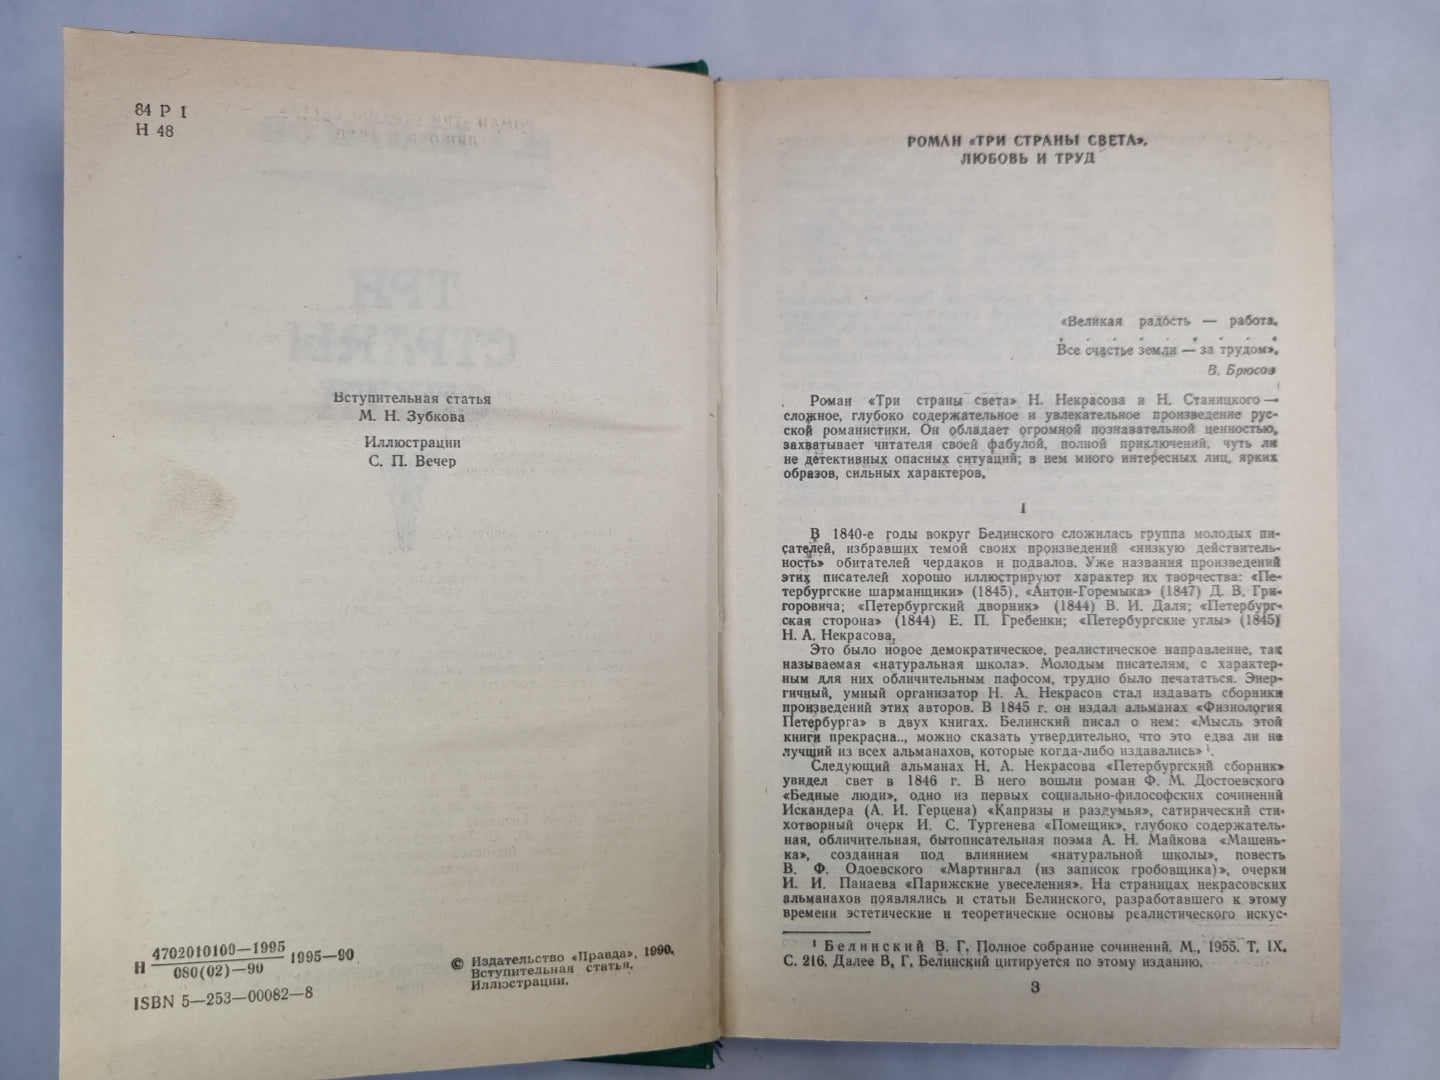 84 Р 1
Н 48
Вступительная статья
М. Н. Зубкова
Иллюстрации
С. П. Вечер
Н 4702010100—1995
080(02)—90
1995—90
ISBN 5—253—00082—8
© Издательство «Правда», 1990.
Вступительная статья.
Иллюстрации.
РОМАН «ТРИ СТРАНЫ СВЕТА».
ЛЮБОВЬ И ТРУД
«Великая радость — работа,
. . . . . .
Все счастье земли — за трудом».
В. Брюсов
Роман «Три страны света» Н. Некрасова и Н. Станицкого —
сложное, глубоко содержательное и увлекательное произведение рус-
ской романистики. Он обладает огромной познавательной ценностью,
захватывает читателя своей фабулой, полной приключений, чуть ли
не детективных опасных ситуаций; в нем много интересных лиц, ярких
образов, сильных характеров.
I
В 1840-е годы вокруг Белинского сложилась группа молодых пи-
сателей, избравших темой своих произведений «низкую действитель-
ность» обитателей чердаков и подвалов. Уже названия произведений
этих писателей хорошо иллюстрируют характер их творчества: «Пе-
тербургские шарманщики» (1845), «Антон-Горемыка» (1847) Д. В. Гри-
горовича; «Петербургский дворник» (1844) В. И. Даля; «Петербург-
ская сторона» (1844) Е. П. Гребенки; «Петербургские углы» (1845)
Н. А. Некрасова.
Это было новое демократическое, реалистическое направление, так
называемая «натуральная школа». Молодым писателям, с характер-
ным для них обличительным пафосом, трудно было печататься. Энер-
гичный, умный организатор Н. А. Некрасов стал издавать сборники
произведений этих авторов. В 1845 г. он издал альманах «Физиология
Петербурга» в двух книгах. Белинский писал о нем: «Мысль этой
книги прекрасна.., можно сказать утвердительно, что это едва ли не
лучший из всех альманахов, которые когда-либо издавались» ¹.
Следующий альманах Н. А. Некрасова «Петербургский сборник»
увидел свет в 1846 г. В него вошли роман Ф. М. Достоевского
«Бедные люди», одно из первых социально-философских сочинений
Искандера (А. И. Герцена) «Капризы и раздумья», сатирический сти-
хотворный очерк И. С. Тургенева «Помещик», глубоко содержатель-
ная, обличительная, бытописательная поэма А. Н. Майкова «Машень-
ка», созданная под влиянием «натуральной школы», повесть
В. Ф. Одоевского «Мартингал (из записок гробовщика)», очерки
И. И. Панаева «Парижские увеселения». На страницах некрасовских
альманахов появлялись и статьи Белинского, разработавшего к этому
времени эстетические и теоретические основы реалистического искус-
¹ Белинский В. Г. Полное собрание сочинений. М., 1955. Т. IX.
С. 216. Далее В. Г. Белинский цитируется по этому изданию.
3